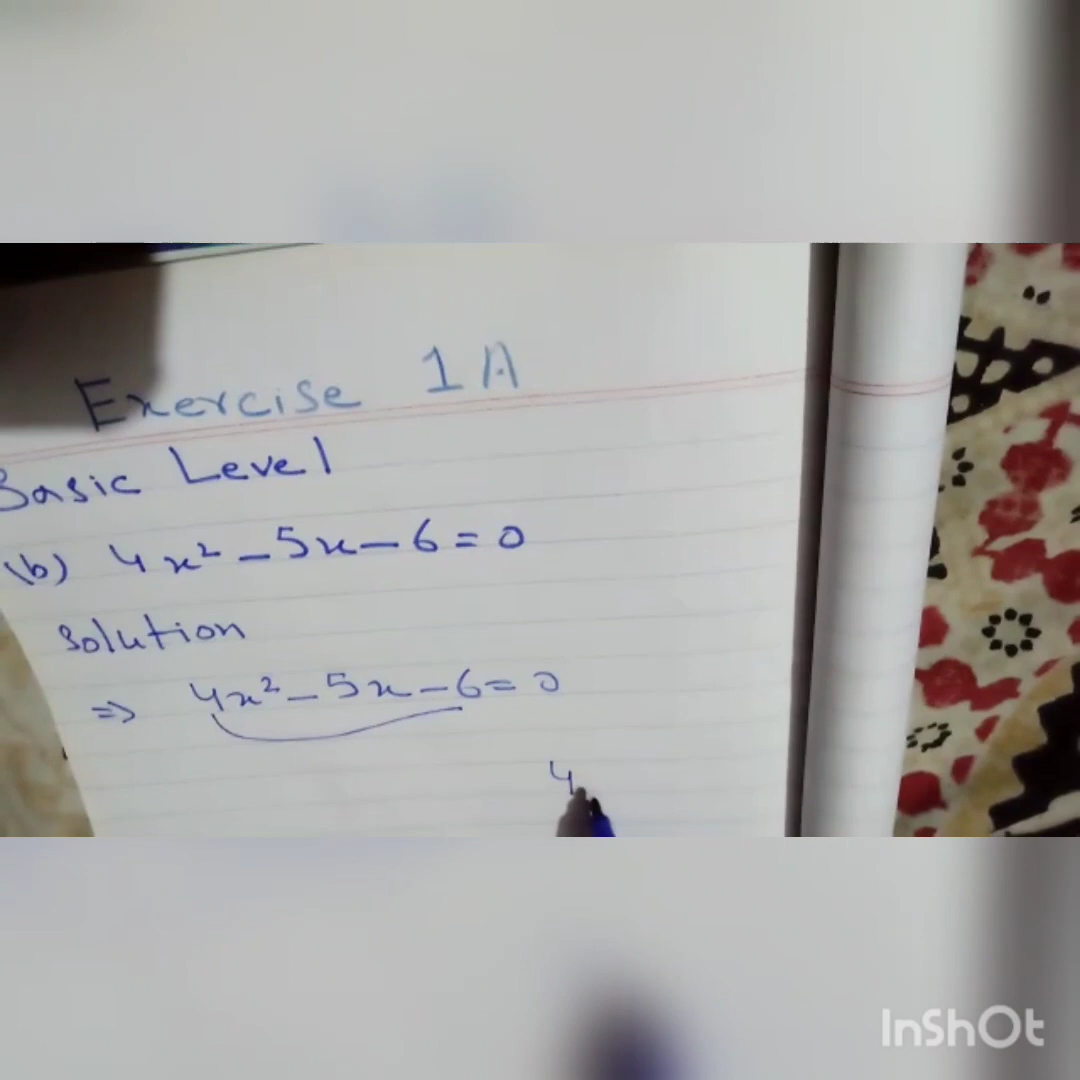 Exercise 1A
Basic Level
(b) 4x² - 5x - 6 = 0
Solution
⇒ 4x² - 5x - 6 = 0
4
InShOt